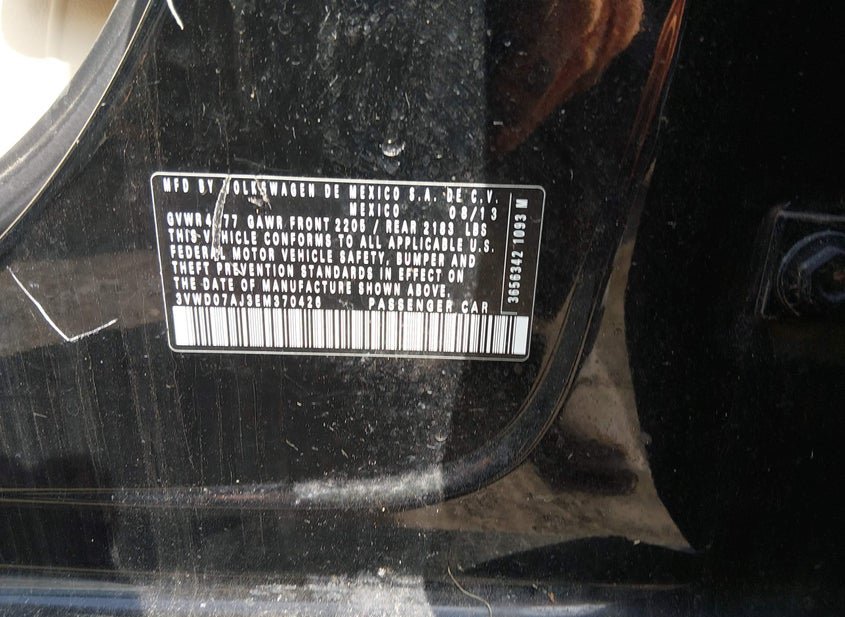 MFD BY VOLKSWAGEN DE MEXICO S.A. DE C.V.
MEXICO 08/13
GAWR FRONT 2205 / REAR 2183 LBS
THIS VEHICLE CONFORMS TO ALL APPLICABLE U.S.
FEDERAL MOTOR VEHICLE SAFETY, BUMPER AND
THEFT PREVENTION STANDARDS IN EFFECT ON
THE DATE OF MANUFACTURE SHOWN ABOVE.
3VWD07AJ3EM370426 PASSENGER CAR
3656342 1093 M